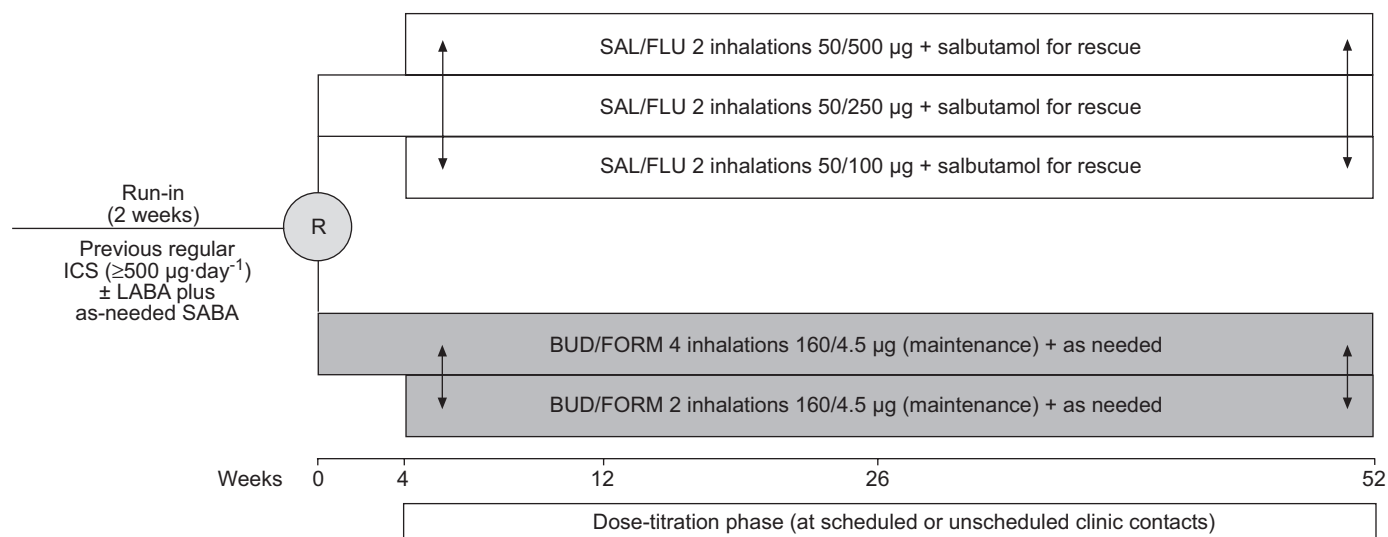 SAL/FLU 2 inhalations 50/500 µg + salbutamol for rescue
SAL/FLU 2 inhalations 50/250 µg + salbutamol for rescue
SAL/FLU 2 inhalations 50/100 µg + salbutamol for rescue
Run-in
(2 weeks)
R
Previous regular
ICS (≥500 µg·day⁻¹)
± LABA plus
as-needed SABA
BUD/FORM 4 inhalations 160/4.5 µg (maintenance) + as needed
BUD/FORM 2 inhalations 160/4.5 µg (maintenance) + as needed
Weeks 0 4 12 26 52
Dose-titration phase (at scheduled or unscheduled clinic contacts)